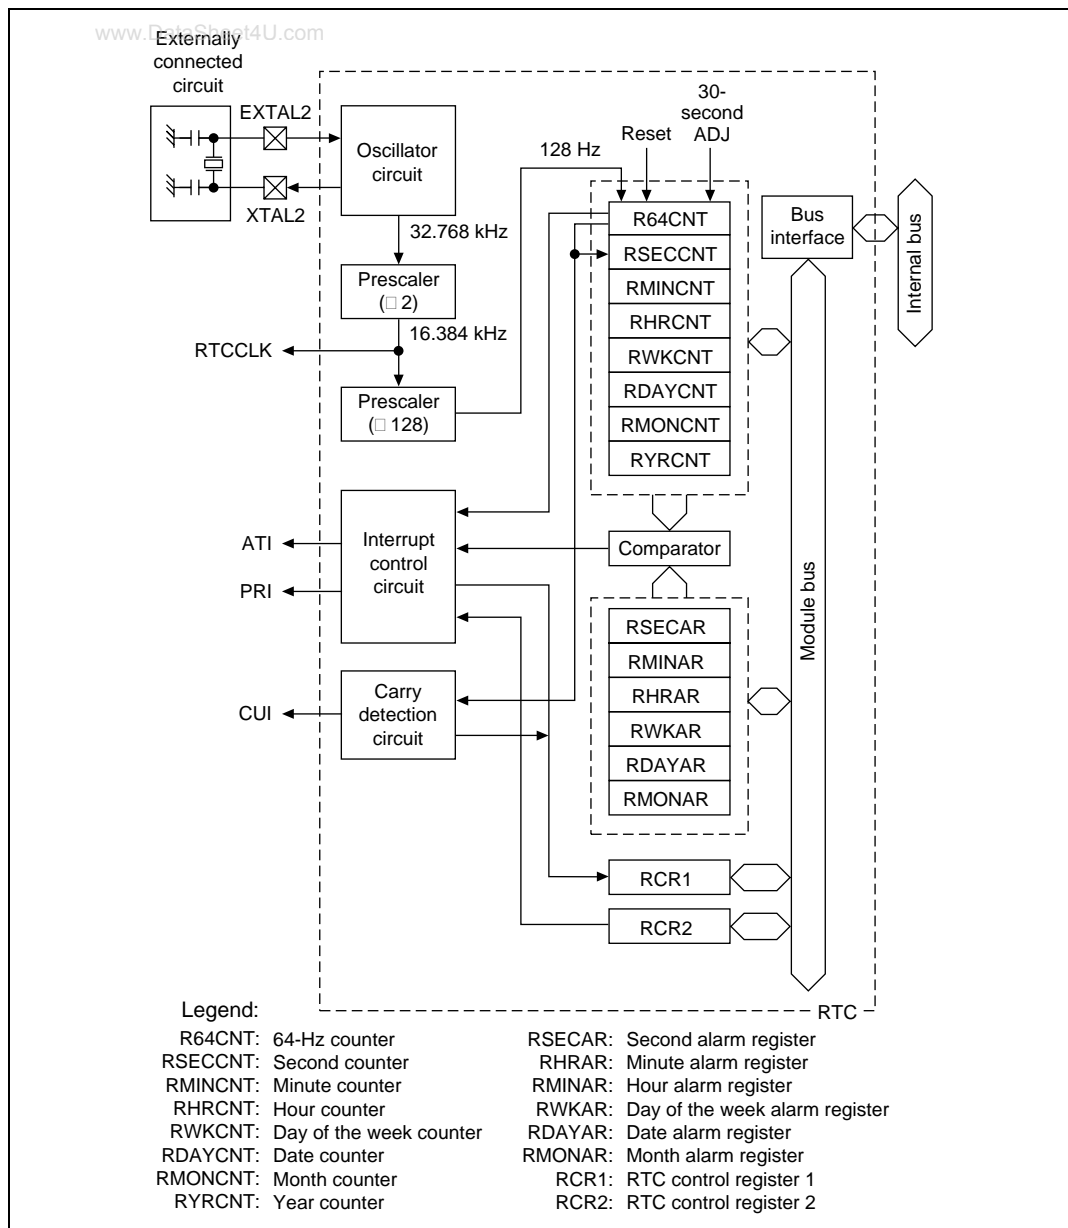 www.DataSheet4U.com
Externally
connected
circuit
EXTAL2
XTAL2
Oscillator
circuit
32.768 kHz
Prescaler
(□ 2)
16.384 kHz
RTCCLK
Prescaler
(□ 128)
128 Hz
Reset
30-
second
ADJ
R64CNT
RSECCNT
RMINCNT
RHRCNT
RWKCNT
RDAYCNT
RMONCNT
RYRCNT
Bus
interface
Internal bus
Module bus
ATI
PRI
Interrupt
control
circuit
Comparator
CUI
Carry
detection
circuit
RSECAR
RMINAR
RHRAR
RWKAR
RDAYAR
RMONAR
RCR1
RCR2
RTC
Legend:
R64CNT: 64-Hz counter
RSECCNT: Second counter
RMINCNT: Minute counter
RHRCNT: Hour counter
RWKCNT: Day of the week counter
RDAYCNT: Date counter
RMONCNT: Month counter
RYRCNT: Year counter
RSECAR: Second alarm register
RHRAR: Minute alarm register
RMINAR: Hour alarm register
RWKAR: Day of the week alarm register
RDAYAR: Date alarm register
RMONAR: Month alarm register
RCR1: RTC control register 1
RCR2: RTC control register 2